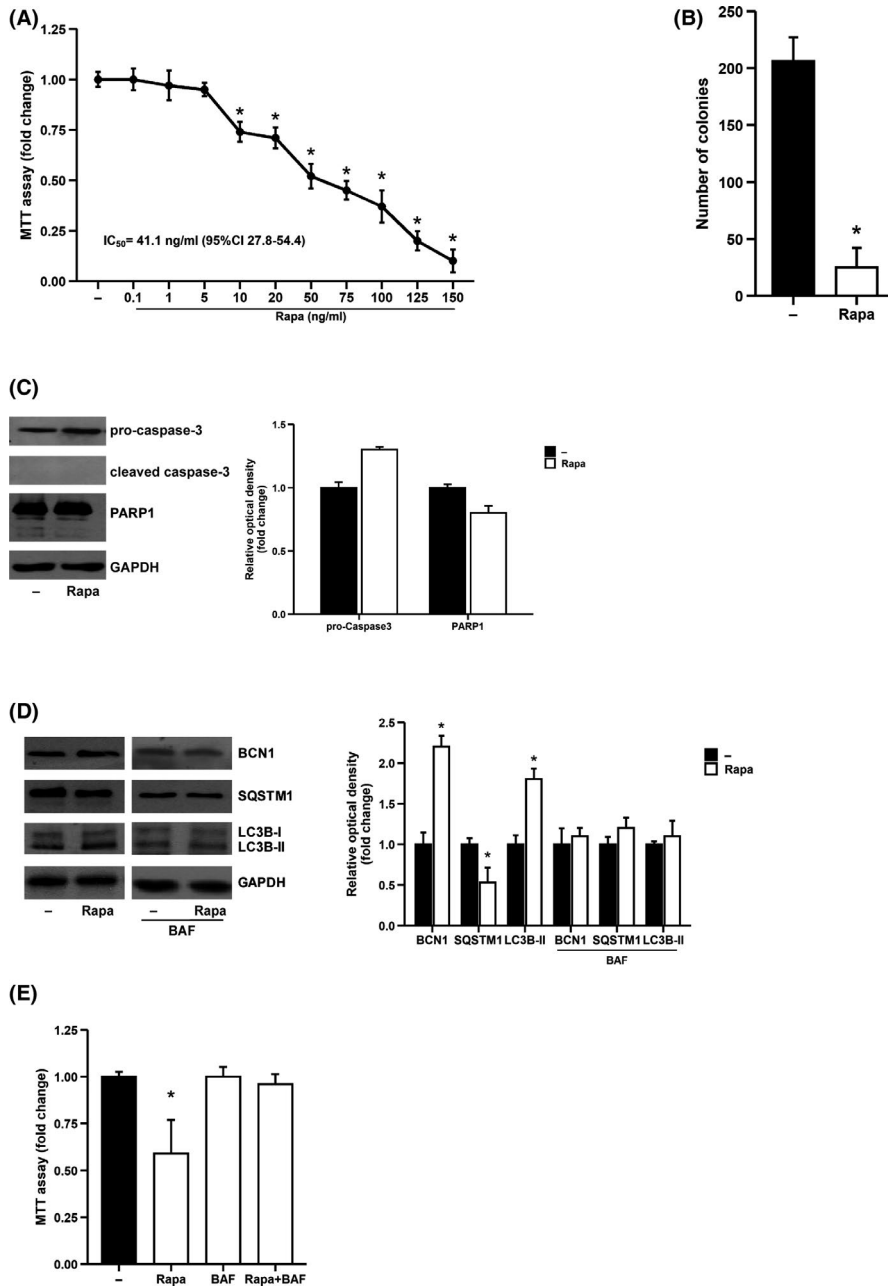 (A)
1.25
1.00
0.75
0.50
0.25
0.00
MTT assay (fold change)
* * * * * * *
IC50= 41.1 ng/ml (95%CI 27.8-54.4)
– 0.1 1 5 10 20 50 75 100 125 150
Rapa (ng/ml)
(B)
250
200
150
100
50
0
Number of colonies
*
– Rapa
(C)
pro-caspase-3
cleaved caspase-3
PARP1
GAPDH
– Rapa
1.5
1.0
0.5
0.0
Relative optical density
(fold change)
pro-Caspase3 PARP1
–
Rapa
(D)
BCN1
SQSTM1
LC3B-I
LC3B-II
GAPDH
– Rapa – Rapa
BAF
2.5
2.0
1.5
1.0
0.5
0.0
Relative optical density
(fold change)
* * *
BCN1 SQSTM1 LC3B-II BCN1 SQSTM1 LC3B-II
BAF
–
Rapa
(E)
1.25
1.00
0.75
0.50
0.25
0.00
MTT assay (fold change)
*
– Rapa BAF Rapa+BAF